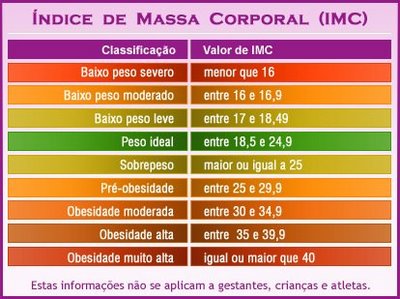 ÍNDICE DE MASSA CORPORAL (IMC)
Classificação Valor de IMC
Baixo peso severo menor que 16
Baixo peso moderado entre 16 e 16,9
Baixo peso leve entre 17 e 18,49
Peso ideal entre 18,5 e 24,9
Sobrepeso maior ou igual a 25
Pré-obesidade entre 25 e 29,9
Obesidade moderada entre 30 e 34,9
Obesidade alta entre 35 e 39,9
Obesidade muito alta igual ou maior que 40
Estas informações não se aplicam a gestantes, crianças e atletas.